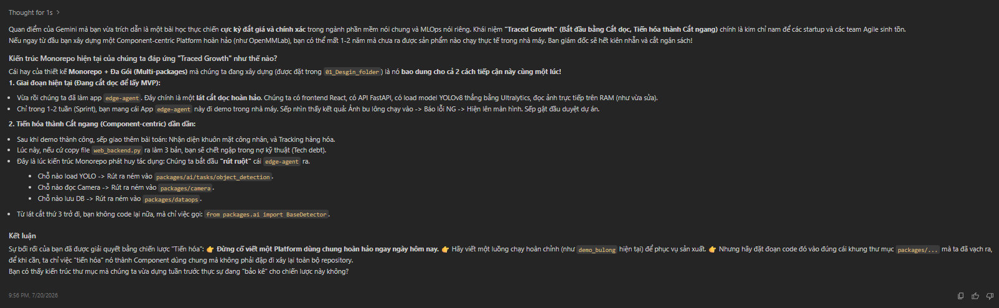 Thought for 1s >
Quan điểm của Gemini mà bạn vừa trích dẫn là một bài học thực chiến cực kỳ đắt giá và chính xác trong ngành phần mềm nói chung và MLOps nói riêng. Khái niệm "Traced Growth" (Bắt đầu bằng Cắt dọc, Tiến hóa thành Cắt ngang) chính là kim chỉ nam để các startup và các team Agile sinh tồn.
Nếu ngay từ đầu bạn xây dựng một Component-centric Platform hoàn hảo (như OpenMMLab), bạn có thể mất 1-2 năm mà chưa ra được sản phẩm nào chạy thực tế trong nhà máy. Ban giám đốc sẽ hết kiên nhẫn và cắt ngân sách!
Kiến trúc Monorepo hiện tại của chúng ta đáp ứng "Traced Growth" như thế nào?
Cái hay của thiết kế Monorepo + Đa Gói (Multi-packages) mà chúng ta đang xây dựng (được đặt trong 01_Desgin_folder) là nó bao dung cho cả 2 cách tiếp cận này cùng một lúc!
1. Giai đoạn hiện tại (Đang cắt dọc để lấy MVP):
• Vừa rồi chúng ta đã làm app edge-agent. Đây chính là một lát cắt dọc hoàn hảo. Chúng ta có frontend React, có API FastAPI, có load model YOLOv8 thẳng bằng Ultralytics, đọc ảnh trực tiếp trên RAM (như vừa sửa).
• Chỉ trong 1-2 tuần (Sprint), bạn mang cái App edge-agent này đi demo trong nhà máy. Sếp nhìn thấy kết quả: Ảnh bu lông chạy vào -> Báo lỗi NG -> Hiện lên màn hình. Sếp gật đầu duyệt dự án.
2. Tiến hóa thành Cắt ngang (Component-centric) dần dần:
• Sau khi demo thành công, sếp giao thêm bài toán: Nhận diện khuôn mặt công nhân, và Tracking hàng hóa.
• Lúc này, nếu cứ copy file web_backend.py ra làm 3 bản, bạn sẽ chết ngập trong nợ kỹ thuật (Tech debt).
• Đây là lúc kiến trúc Monorepo phát huy tác dụng: Chúng ta bắt đầu "rút ruột" cái edge-agent ra.
• Chỗ nào load YOLO -> Rút ra ném vào packages/ai/tasks/object_detection.
• Chỗ nào đọc Camera -> Rút ra ném vào packages/camera.
• Chỗ nào lưu DB -> Rút ra ném vào packages/dataops.
• Từ lát cắt thứ 3 trở đi, bạn không code lại nữa, mà chỉ việc gọi: from packages.ai import BaseDetector.
Kết luận
Sự bối rối của bạn đã được giải quyết bằng chiến lược "Tiến hóa": 👉 Đừng cố viết một Platform dùng chung hoàn hảo ngay ngày hôm nay. 👉 Hãy viết một luồng chạy hoàn chỉnh (như demo_bulong hiện tại) để phục vụ sản xuất. 👉 Nhưng hãy đặt đoạn code đó vào đúng cái khung thư mục packages/... mà ta đã vạch ra,
để khi cần, ta chỉ việc "tiến hóa" nó thành Component dùng chung mà không phải đập đi xây lại toàn bộ repository.
Bạn có thấy kiến trúc thư mục mà chúng ta vừa dựng tuần trước thực sự đang "bảo kê" cho chiến lược này không?
9:56 PM, 7/20/2026